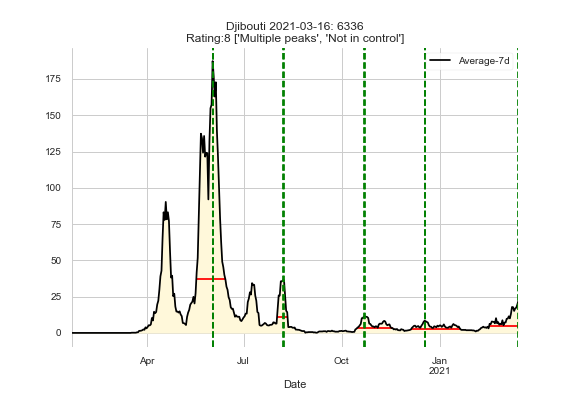 Djibouti 2021-03-16: 6336
Rating:8 ['Multiple peaks', 'Not in control']
Average-7d
175
150
125
100
75
50
25
0
Apr
Jul
Oct
Jan
2021
Date